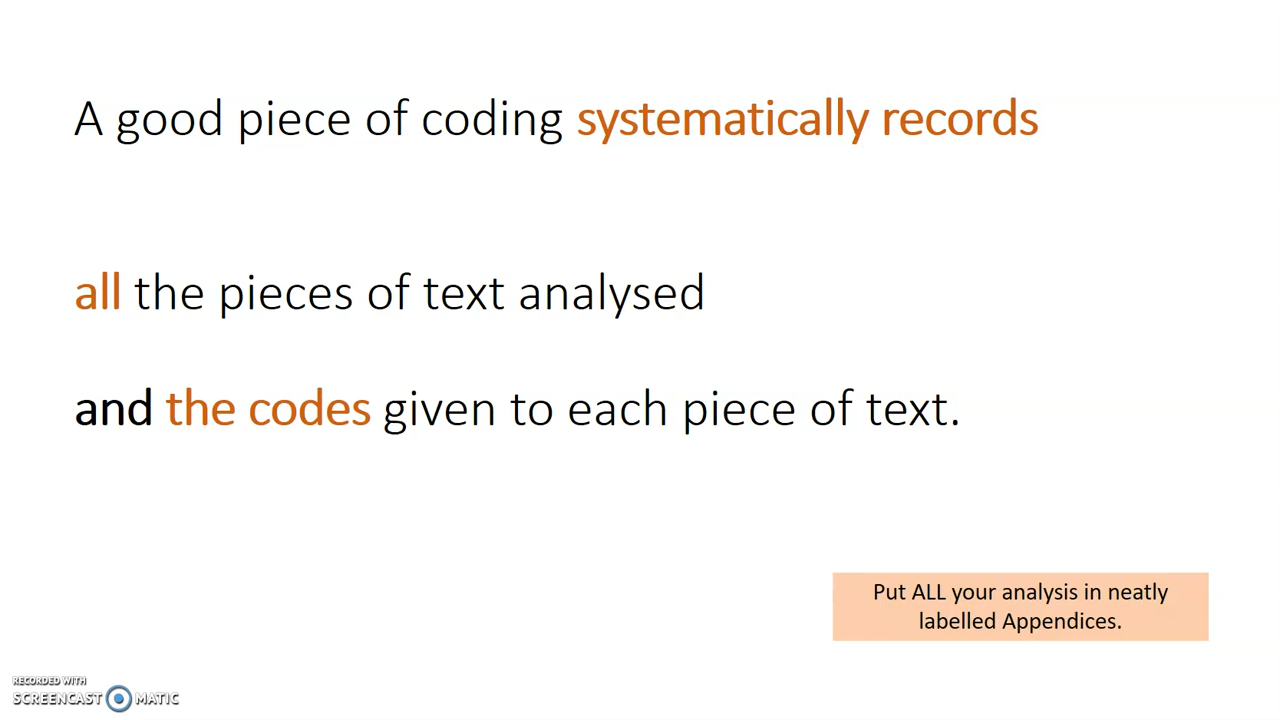 A good piece of coding systematically records
all the pieces of text analysed
and the codes given to each piece of text.
Put ALL your analysis in neatly
labelled Appendices.
RECORDED WITH
SCREENCAST MATIC